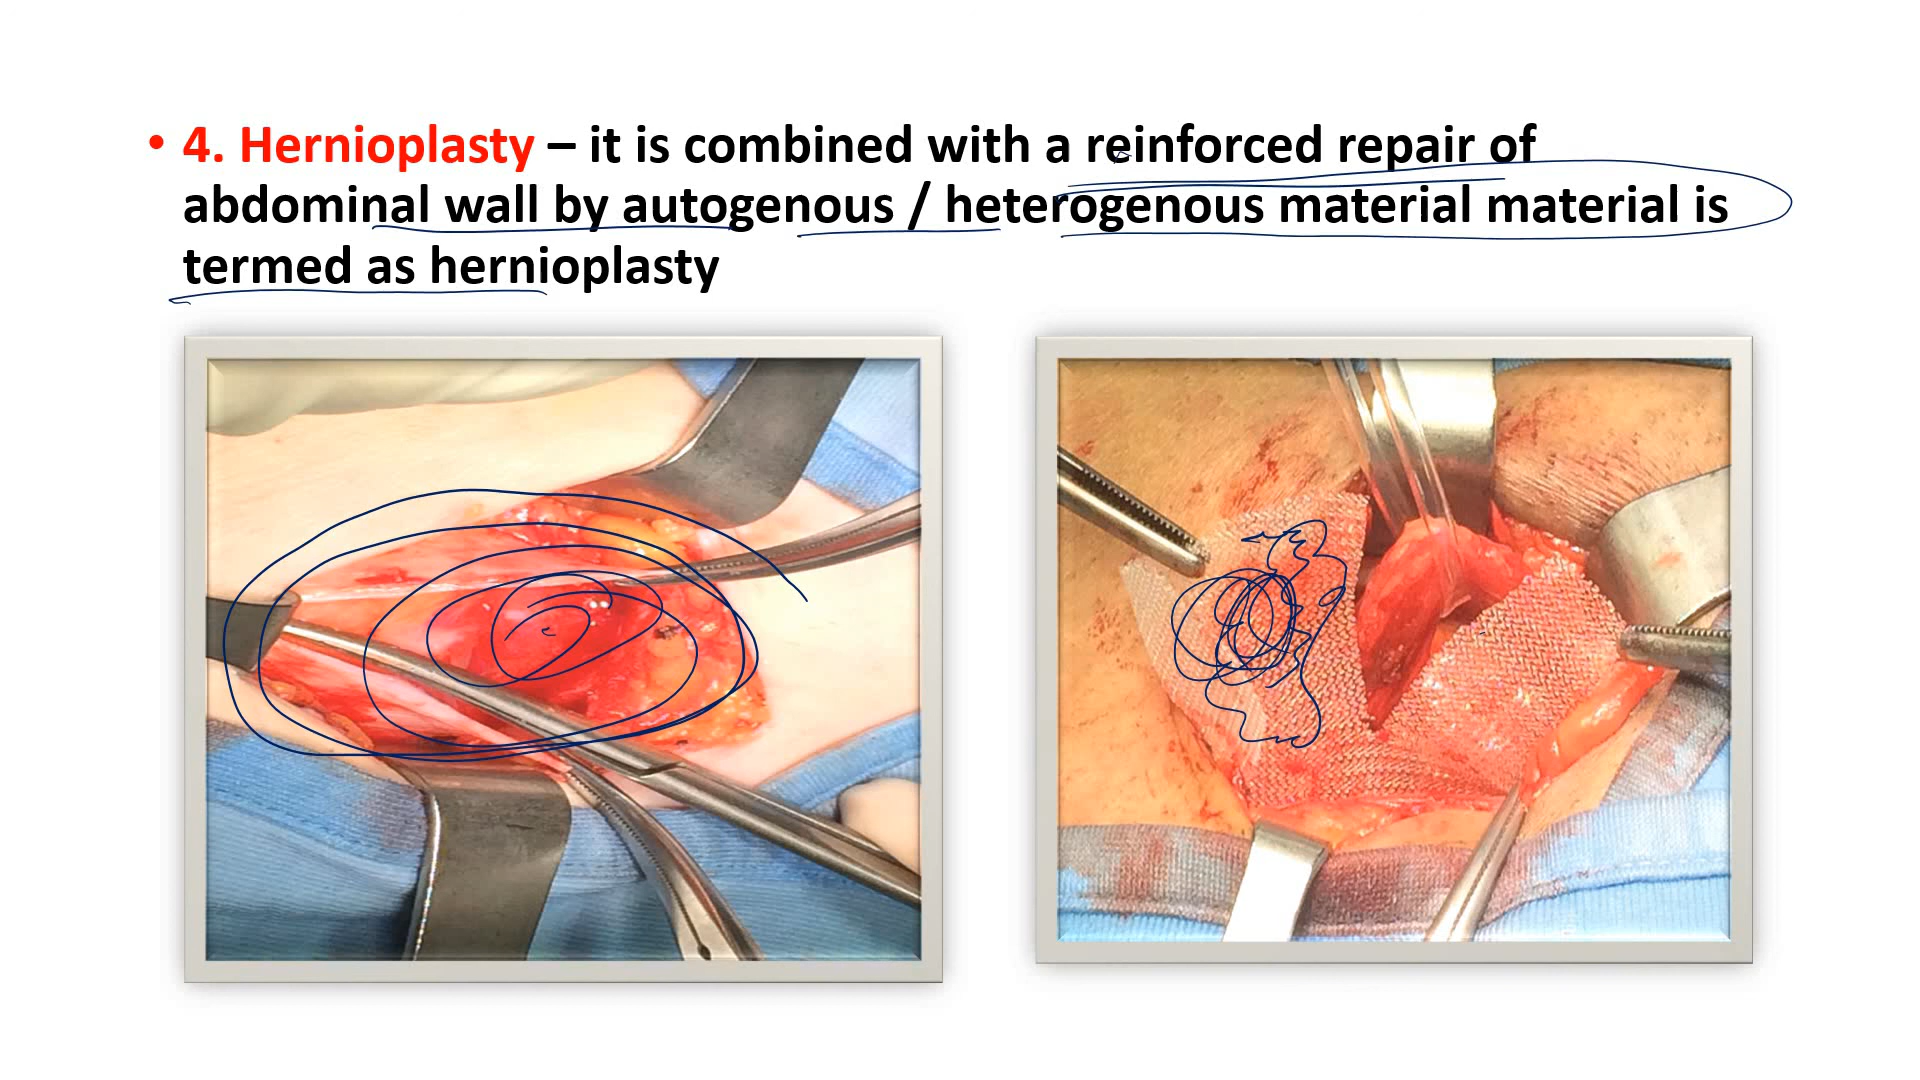 • 4. Hernioplasty – it is combined with a reinforced repair of
abdominal wall by autogenous / heterogenous material material is
termed as hernioplasty